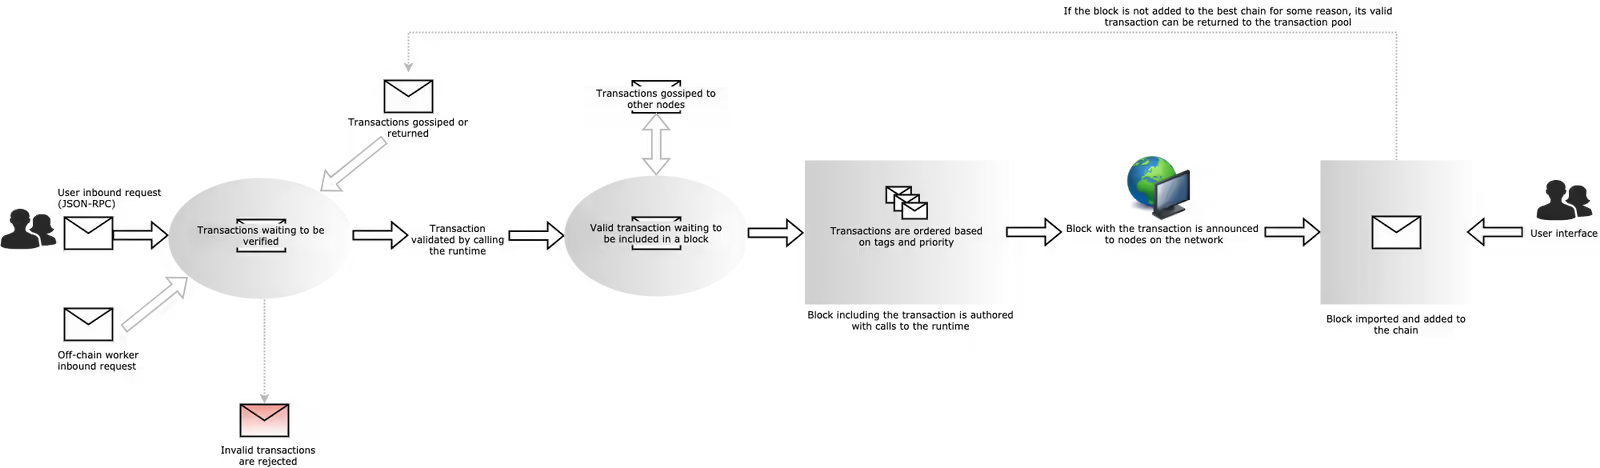 If the block is not added to the best chain for some reason, its valid
transaction can be returned to the transaction pool
Transactions gossiped or
returned
Transactions gossiped to
other nodes
User inbound request
(JSON-RPC)
Transactions waiting to be
verified
Transaction
validated by calling
the runtime
Valid transaction waiting to
be included in a block
Transactions are ordered based
on tags and priority
Block with the transaction is announced
to nodes on the network
User interface
Block including the transaction is authored
with calls to the runtime
Block imported and added to
the chain
Off-chain worker
inbound request
Invalid transactions
are rejected